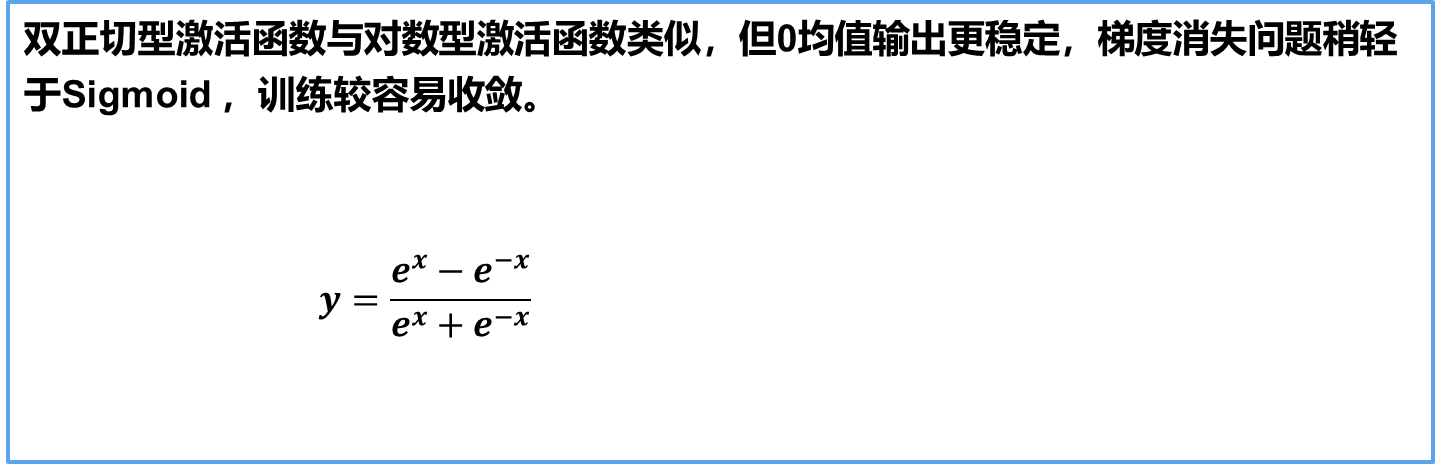 双正切型激活函数与对数型激活函数类似，但0均值输出更稳定，梯度消失问题稍轻
于Sigmoid ，训练较容易收敛。
y = \frac{e^x - e^{-x}}{e^x + e^{-x}}